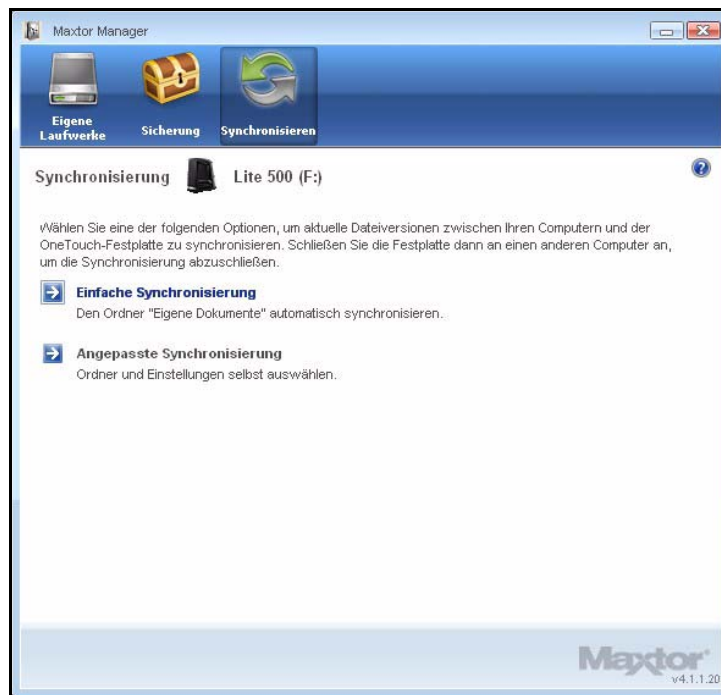 Maxtor Manager
Eigene
Laufwerke
Sicherung
Synchronisieren
Synchronisierung Lite 500 (F:)
Wählen Sie eine der folgenden Optionen, um aktuelle Dateiversionen zwischen Ihren Computern und der
OneTouch-Festplatte zu synchronisieren. Schließen Sie die Festplatte dann an einen anderen Computer an,
um die Synchronisierung abzuschließen.
Einfache Synchronisierung
Den Ordner "Eigene Dokumente" automatisch synchronisieren.
Angepasste Synchronisierung
Ordner und Einstellungen selbst auswählen.
Maxtor
v4.1.1.20